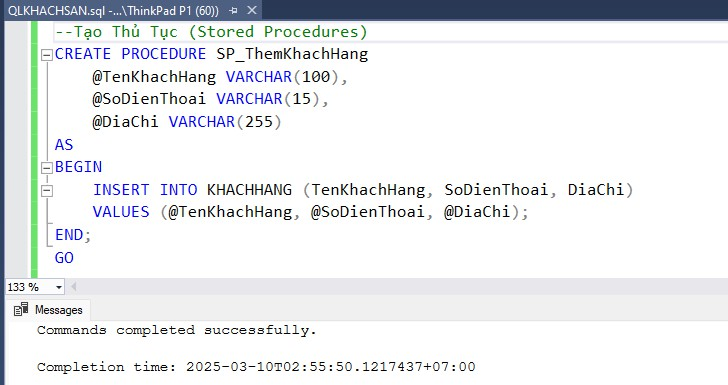 QLKHACHSAN.sql -...\ThinkPad P1 (60))
--Tạo Thủ Tục (Stored Procedures)
CREATE PROCEDURE SP_ThemKhachHang
@TenKhachHang VARCHAR(100),
@SoDienThoai VARCHAR(15),
@DiaChi VARCHAR(255)
AS
BEGIN
INSERT INTO KHACHHANG (TenKhachHang, SoDienThoai, DiaChi)
VALUES (@TenKhachHang, @SoDienThoai, @DiaChi);
END;
GO
133 %
Messages
Commands completed successfully.
Completion time: 2025-03-10T02:55:50.1217437+07:00